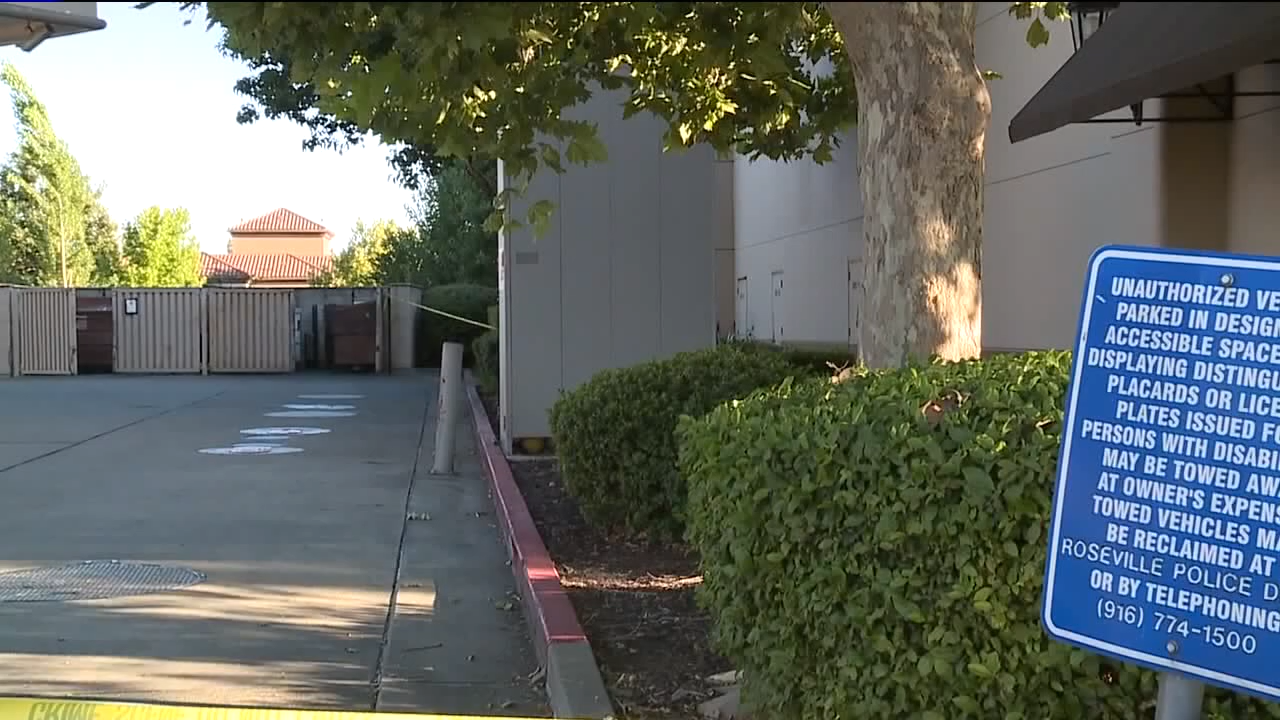 UNAUTHORIZED VE
PARKED IN DESIG
ACCESSIBLE SPACE
DISPLAYING DISTINGU
PLACARDS OR LICE
PLATES ISSUED FO
PERSONS WITH DISABI
MAY BE TOWED AW
AT OWNER'S EXPENS
TOWED VEHICLES MA
BE RECLAIMED AT
ROSEVILLE POLICE D
OR BY TELEPHONING
(916) 774-1500